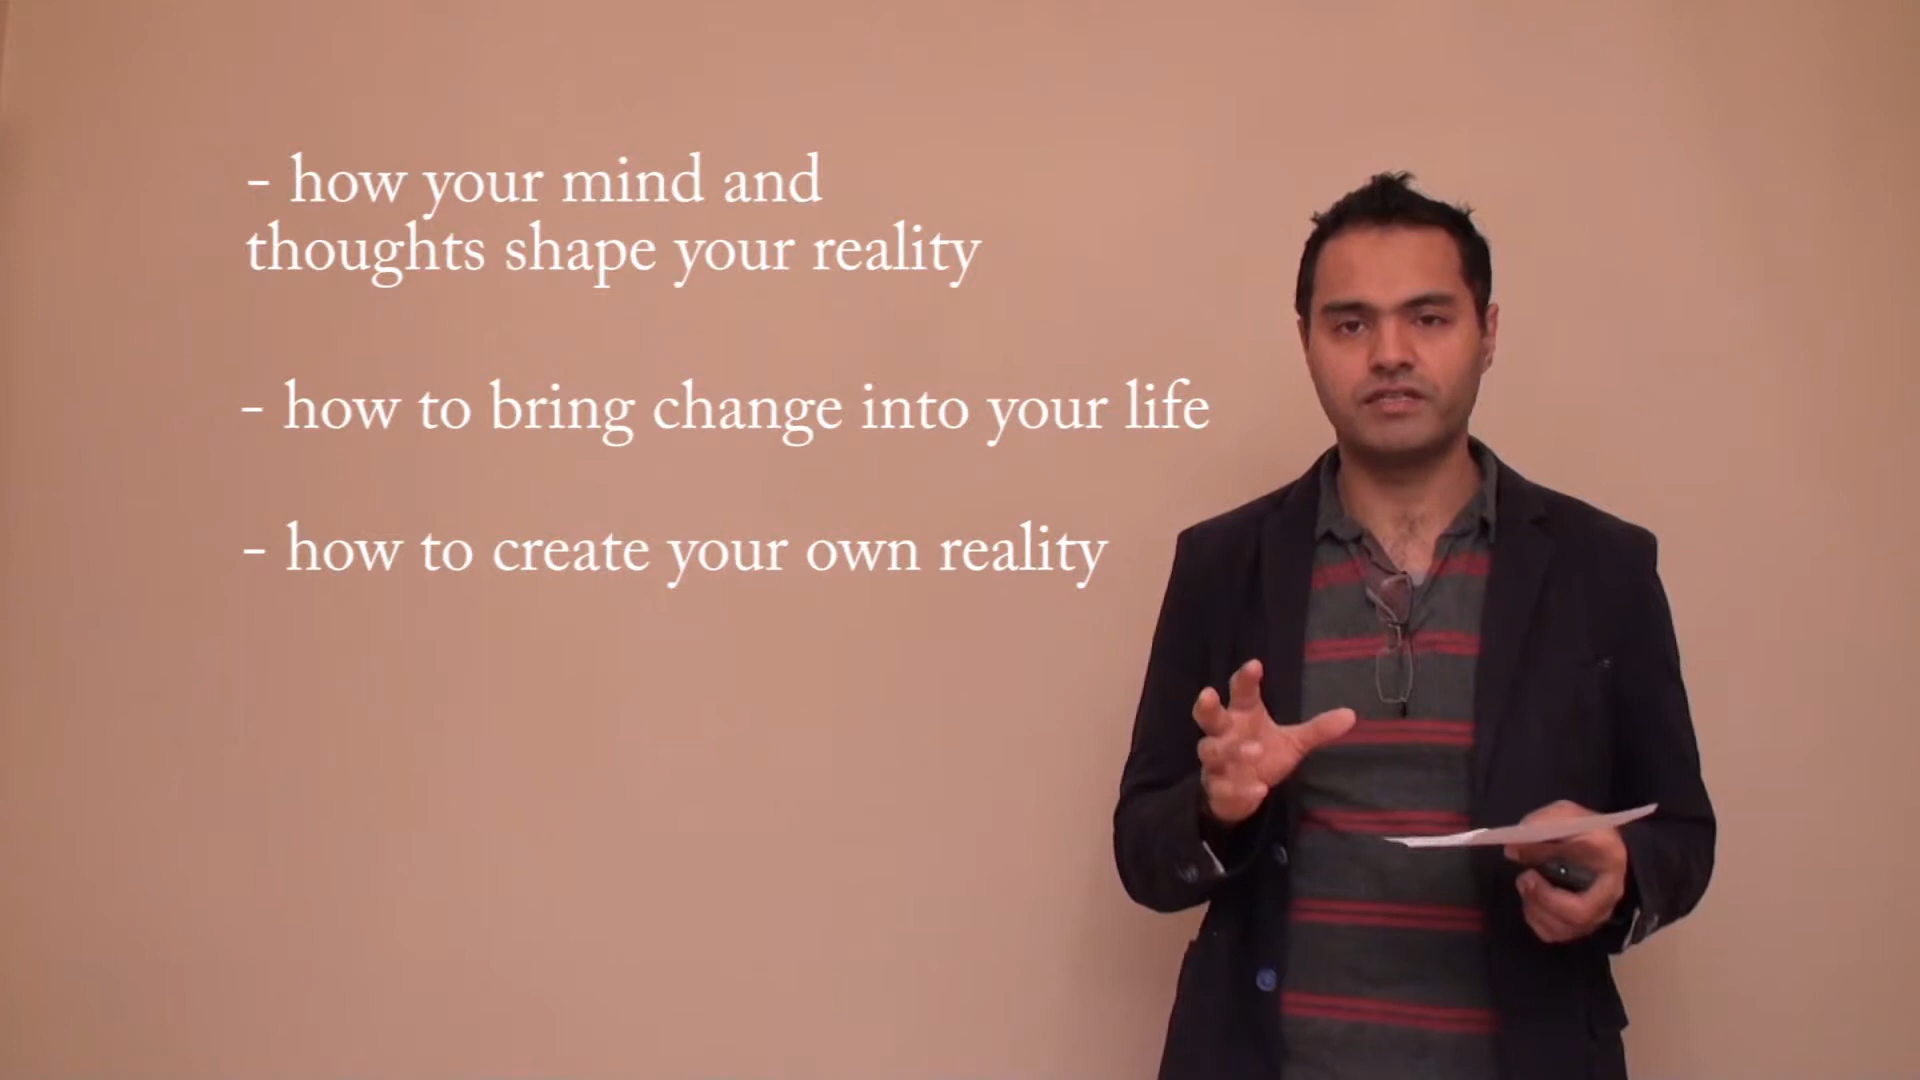 - how your mind and
thoughts shape your reality
- how to bring change into your life
- how to create your own reality